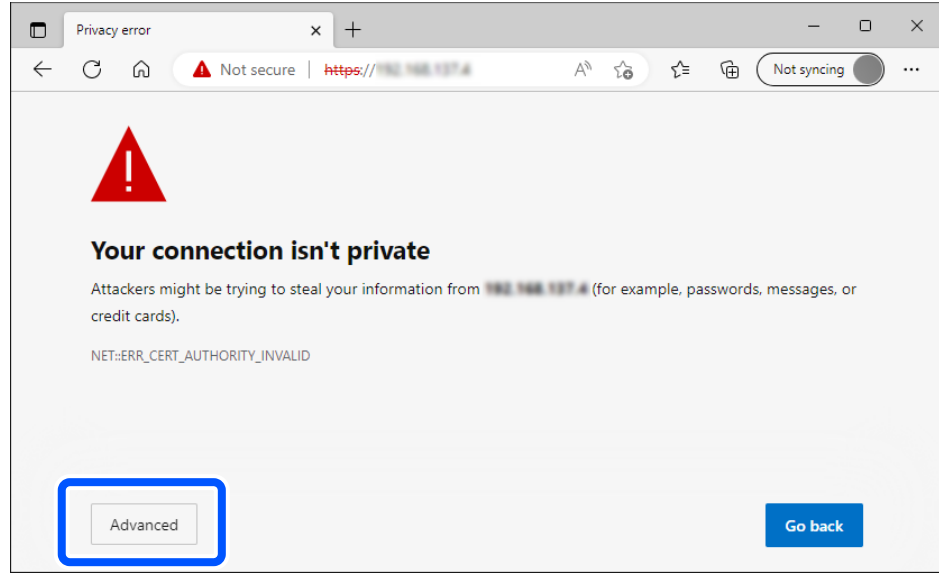 Privacy error
Not secure
https://
Not syncing
Your connection isn't private
Attackers might be trying to steal your information from (for example, passwords, messages, or
credit cards).
NET::ERR_CERT_AUTHORITY_INVALID
Advanced
Go back